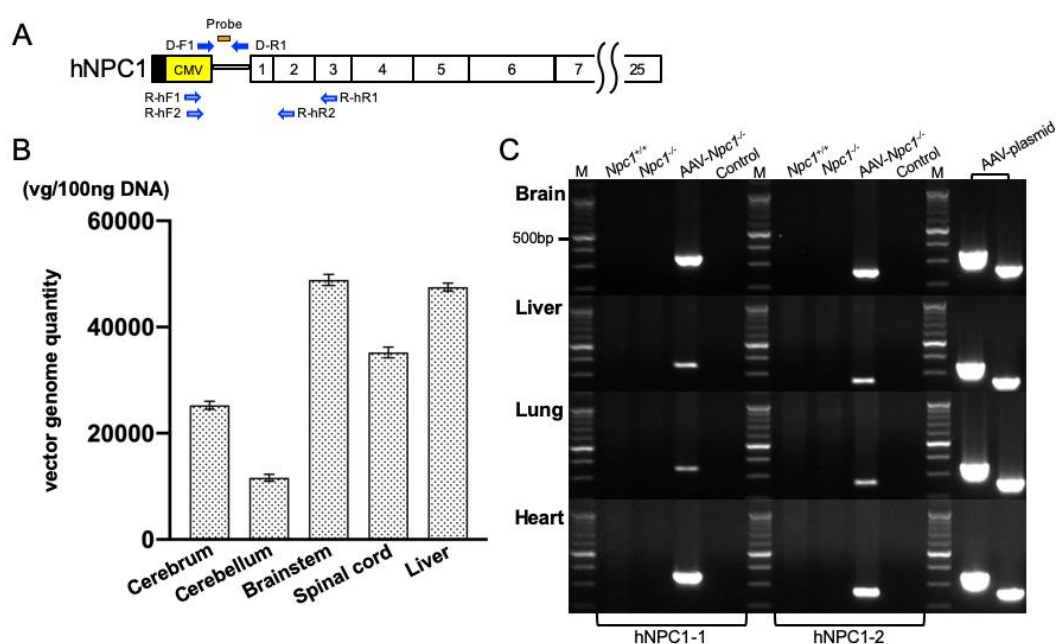 A
Probe
D-F1
D-R1
hNPC1
CMV
1 2 3 4 5 6 7 25
R-hF1
R-hR1
R-hF2
R-hR2
B
(vg/100ng DNA)
vector genome quantity
60000
40000
20000
0
Cerebrum
Cerebellum
Brainstem
Spinal cord
Liver
C
M Npc1+/+ Npc1-/- AAV-Npc1-/- Control M Npc1+/+ Npc1-/- AAV-Npc1-/- Control M AAV-plasmid
Brain
500bp
Liver
Lung
Heart
hNPC1-1 hNPC1-2